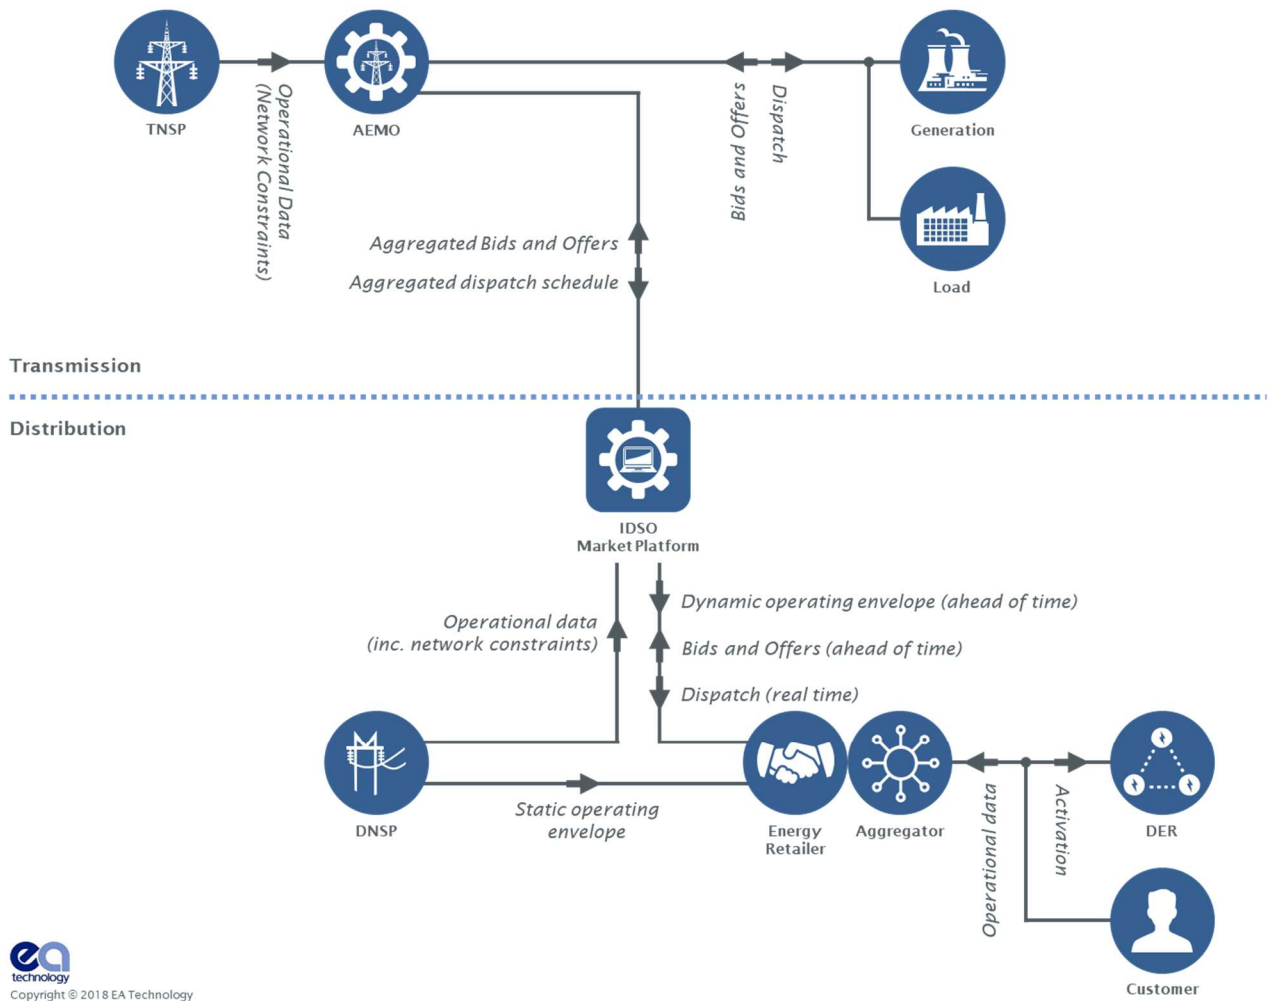 TNSP
Operational Data
(Network Constraints)
AEMO
Bids and Offers
Dispatch
Generation
Load
Aggregated Bids and Offers
Aggregated dispatch schedule
Transmission
Distribution
IDSO
Market Platform
Operational data
(inc. network constraints)
Dynamic operating envelope (ahead of time)
Bids and Offers (ahead of time)
Dispatch (real time)
DNSP
Static operating
envelope
Energy
Retailer
Aggregator
Operational data
Activation
DER
Customer
ea
technology
Copyright © 2018 EA Technology